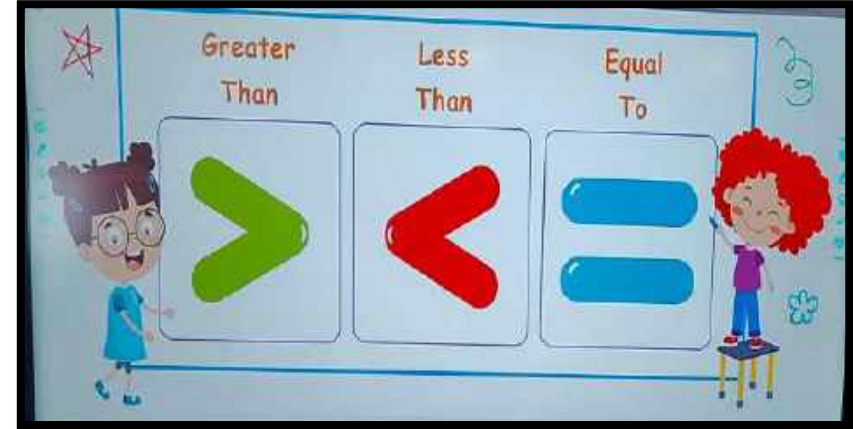 Greater
Than
Less
Than
Equal
To
>
<
=